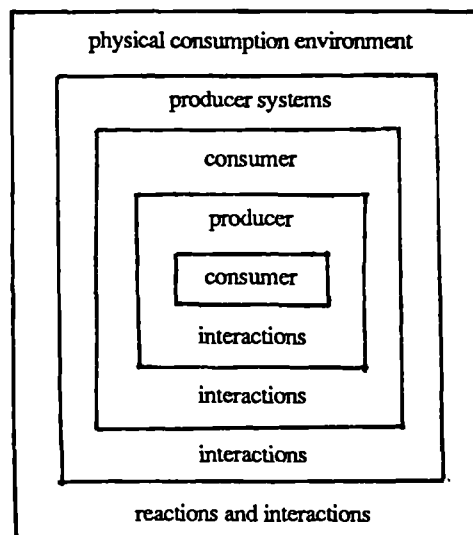 physical consumption environment
producer systems
consumer
producer
consumer
interactions
interactions
interactions
reactions and interactions